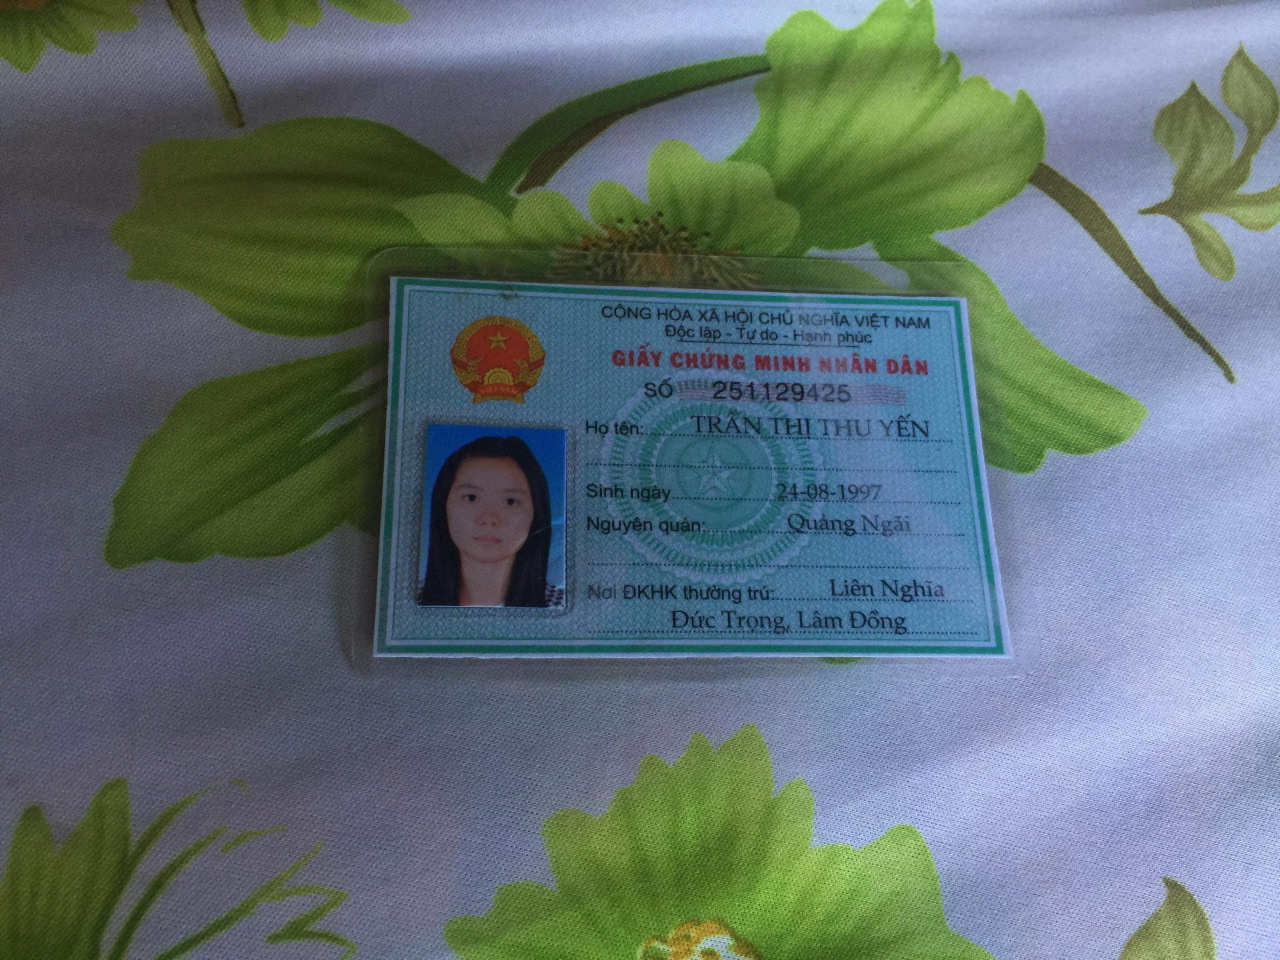 CỘNG HÒA XÃ HỘI CHỦ NGHĨA VIỆT NAM
Độc lập - Tự do - Hạnh phúc
GIẤY CHỨNG MINH NHÂN DÂN
SỐ 251129425
Họ tên: TRẦN THỊ THU YẾN
Sinh ngày 24-08-1997
Nguyên quán: Quảng Ngãi
Nơi ĐKHK thường trú: Liên Nghĩa
Đức Trọng, Lâm Đồng
VIỆT NAM